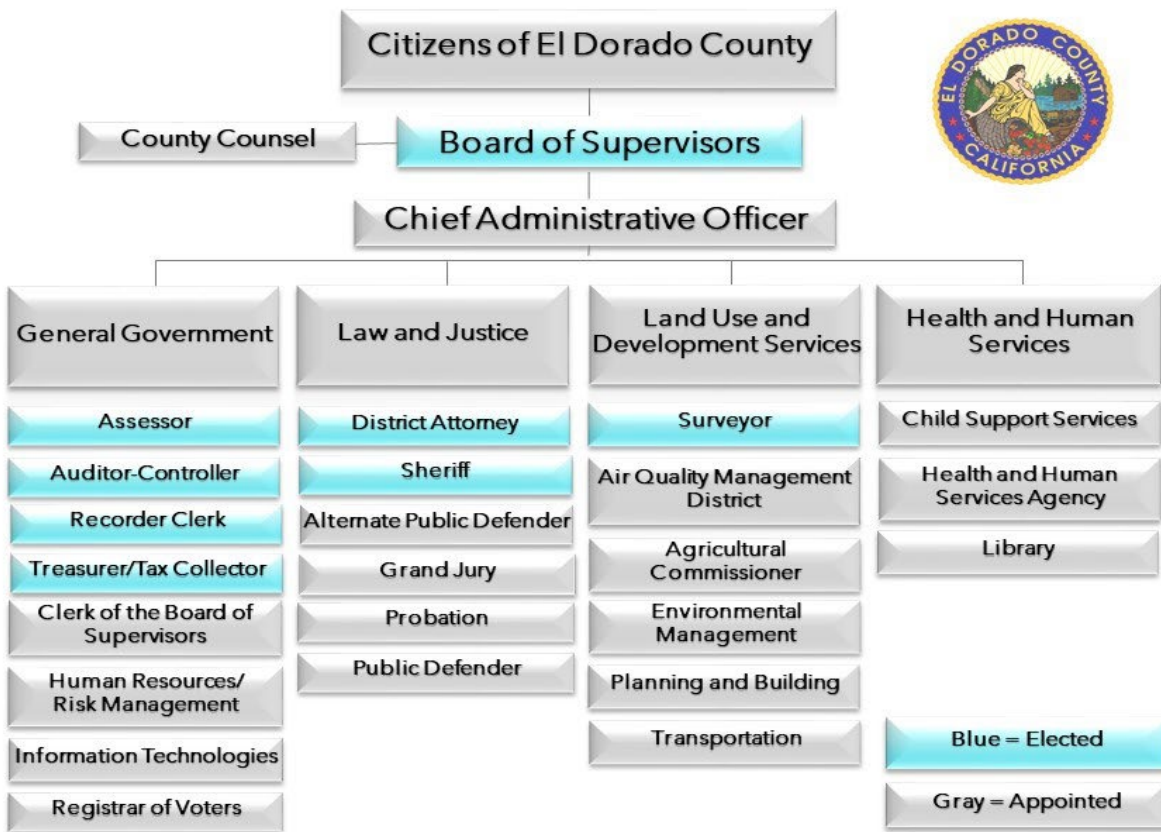 Citizens of El Dorado County
EL DORADO COUNTY
CALIFORNIA
County Counsel
Board of Supervisors
Chief Administrative Officer
General Government
Assessor
Auditor-Controller
Recorder Clerk
Treasurer/Tax Collector
Clerk of the Board of
Supervisors
Human Resources/
Risk Management
Information Technologies
Registrar of Voters
Law and Justice
District Attorney
Sheriff
Alternate Public Defender
Grand Jury
Probation
Public Defender
Land Use and
Development Services
Surveyor
Air Quality Management
District
Agricultural
Commissioner
Environmental
Management
Planning and Building
Transportation
Health and Human
Services
Child Support Services
Health and Human
Services Agency
Library
Blue = Elected
Gray = Appointed